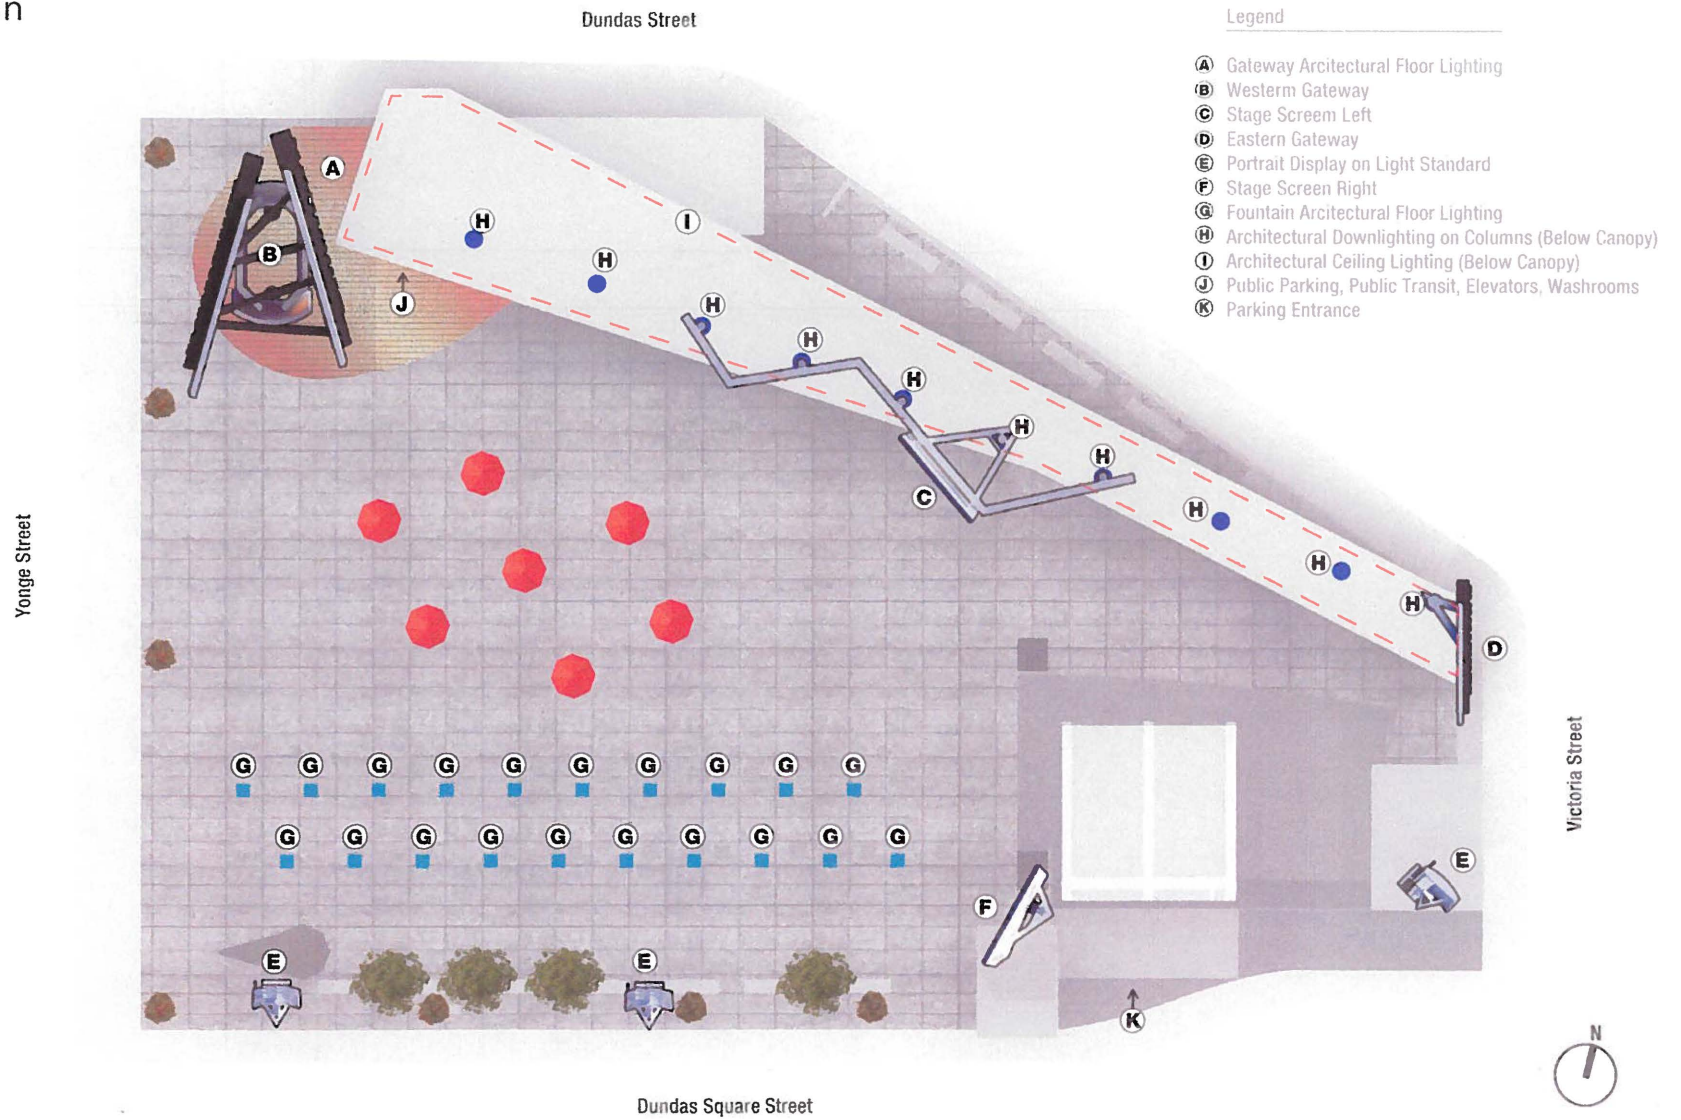 n
Dundas Street
Legend
A Gateway Arcitectural Floor Lighting
B Westerm Gateway
C Stage Screem Left
D Eastern Gateway
E Portrait Display on Light Standard
F Stage Screen Right
G Fountain Arcitectural Floor Lighting
H Architectural Downlighting on Columns (Below Canopy)
I Architectural Ceiling Lighting (Below Canopy)
J Public Parking, Public Transit, Elevators, Washrooms
K Parking Entrance
A
H
I
B
H
J
H
H
H
H
H
C
H
H
H
D
Yonge Street
Victoria Street
G G G G G G G G G G
G G G G G G G G G G
E
F
E
E
K
N
Dundas Square Street